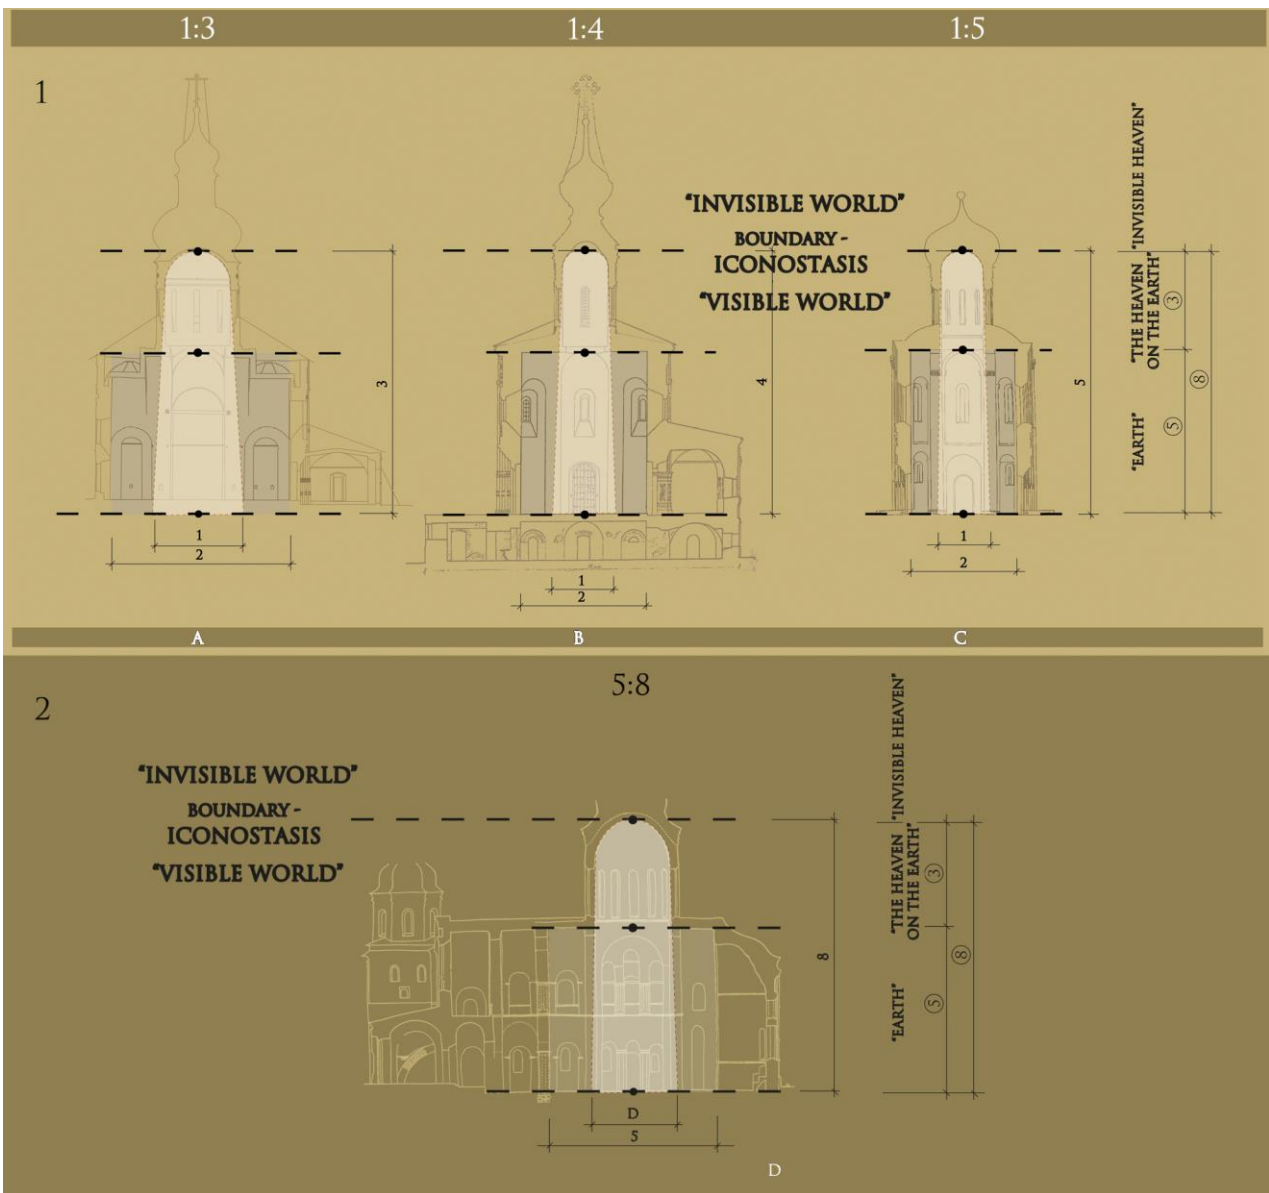 1:3 1:4 1:5
1
"INVISIBLE WORLD"
BOUNDARY -
ICONOSTASIS
"VISIBLE WORLD"
3
4
5
"INVISIBLE HEAVEN"
"THE HEAVEN
ON THE EARTH"
"EARTH"
3
5
8
1
2
1
2
1
2
A B C
2
5:8
"INVISIBLE WORLD"
BOUNDARY -
ICONOSTASIS
"VISIBLE WORLD"
8
"INVISIBLE HEAVEN"
"THE HEAVEN
ON THE EARTH"
"EARTH"
3
5
8
D
5
D